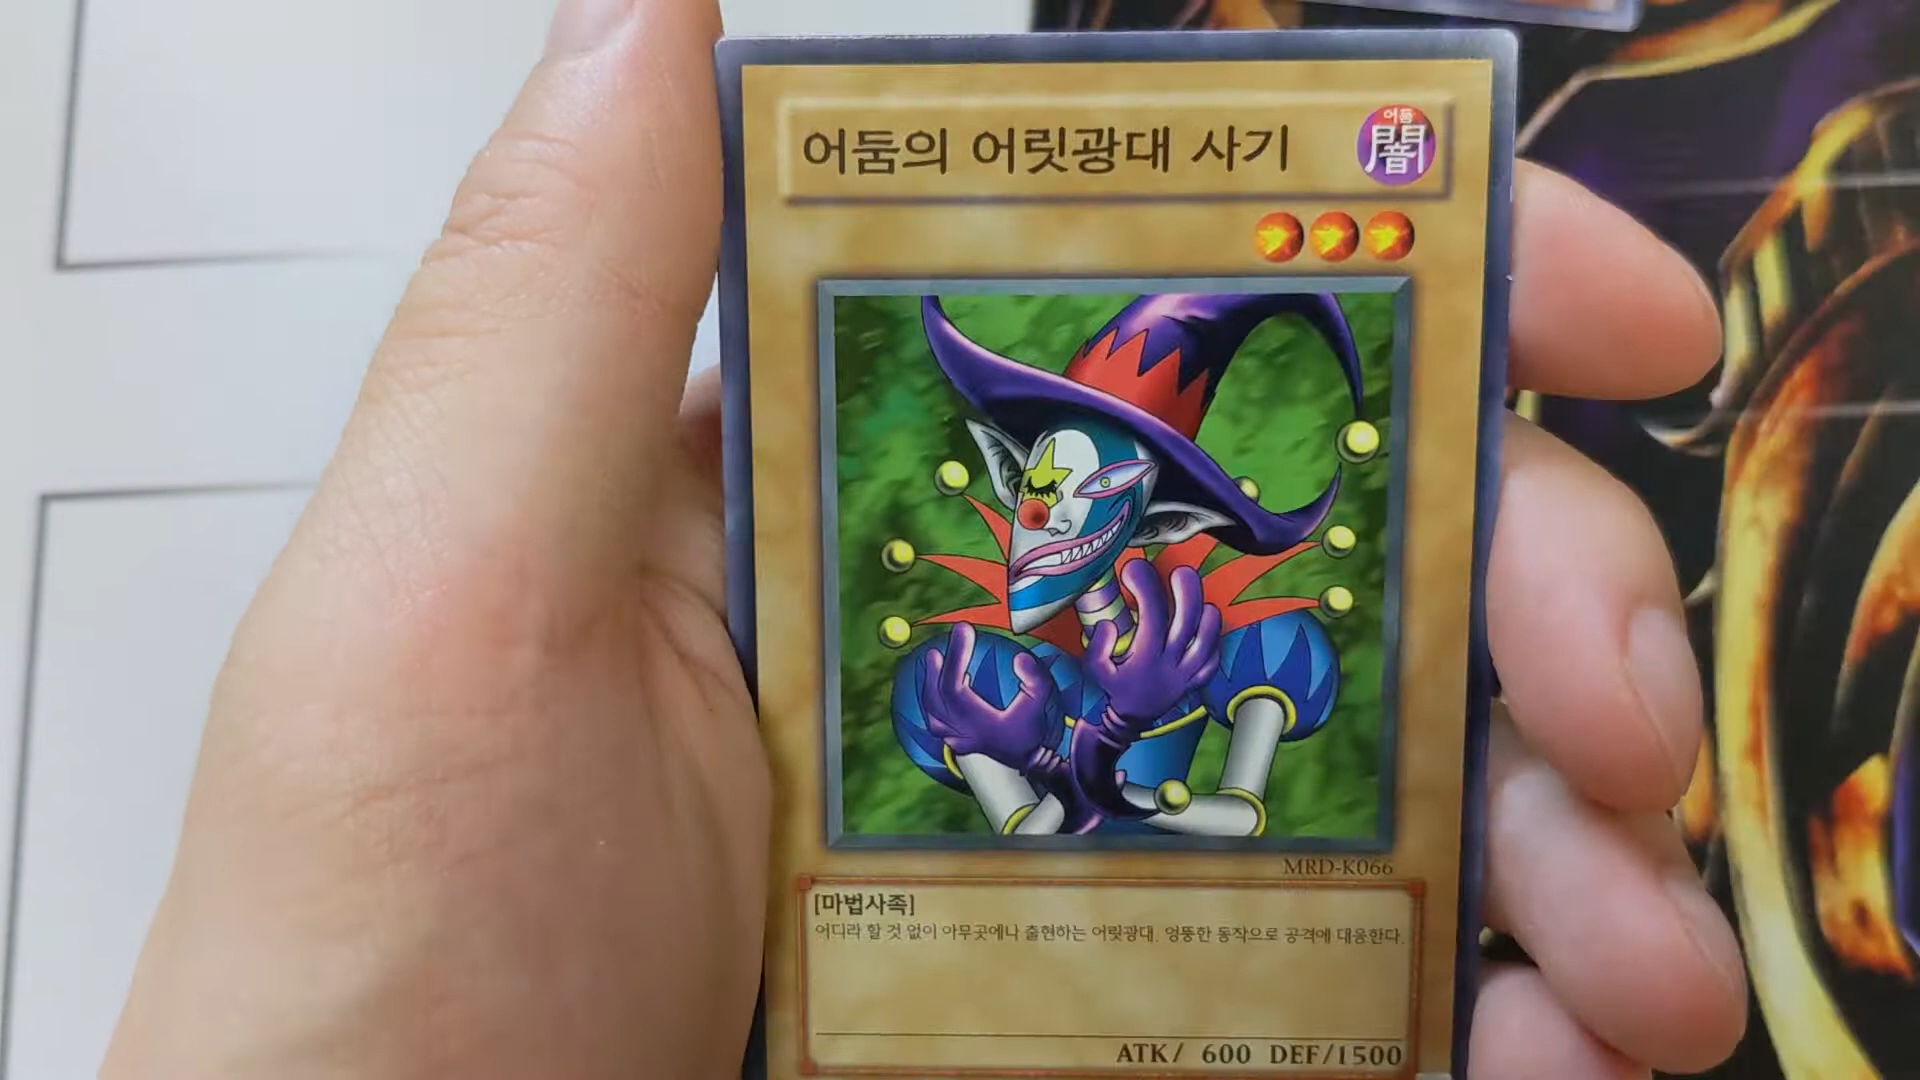 어둠의 어릿광대 사기
어둠
闇
MRD-K066
[마법사족]
어디라 할 것 없이 아무곳에나 출현하는 어릿광대. 엉뚱한 동작으로 공격에 대응한다.
ATK/ 600 DEF/1500